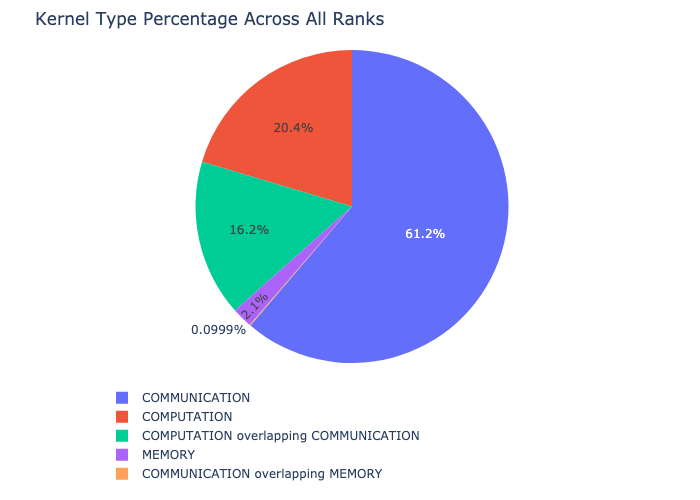 Kernel Type Percentage Across All Ranks
20.4%
61.2%
16.2%
2.1%
0.0999%
COMMUNICATION
COMPUTATION
COMPUTATION overlapping COMMUNICATION
MEMORY
COMMUNICATION overlapping MEMORY